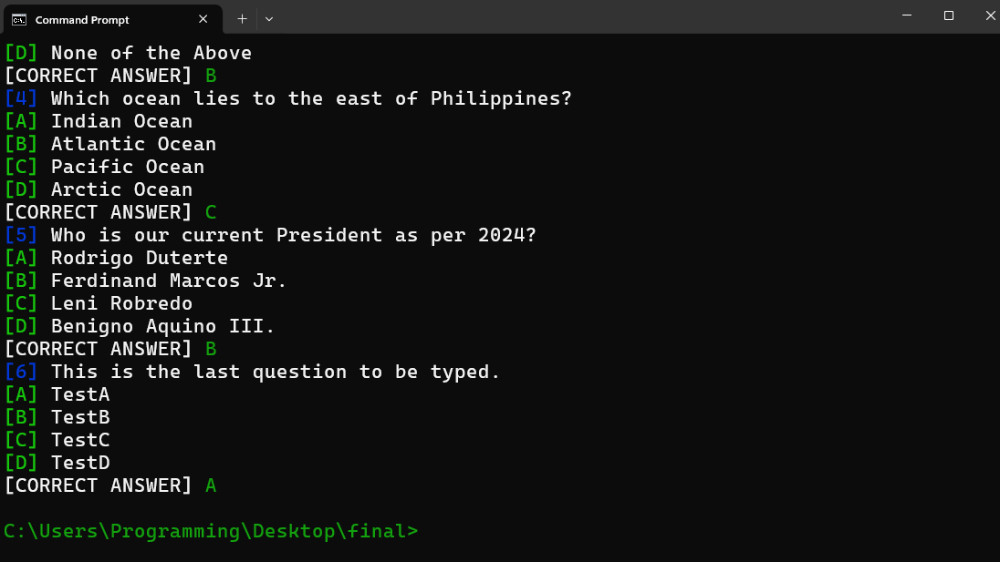 Command Prompt
[D] None of the Above
[CORRECT ANSWER] B
[4] Which ocean lies to the east of Philippines?
[A] Indian Ocean
[B] Atlantic Ocean
[C] Pacific Ocean
[D] Arctic Ocean
[CORRECT ANSWER] C
[5] Who is our current President as per 2024?
[A] Rodrigo Duterte
[B] Ferdinand Marcos Jr.
[C] Leni Robredo
[D] Benigno Aquino III.
[CORRECT ANSWER] B
[6] This is the last question to be typed.
[A] TestA
[B] TestB
[C] TestC
[D] TestD
[CORRECT ANSWER] A
C:\Users\Programming\Desktop\final>